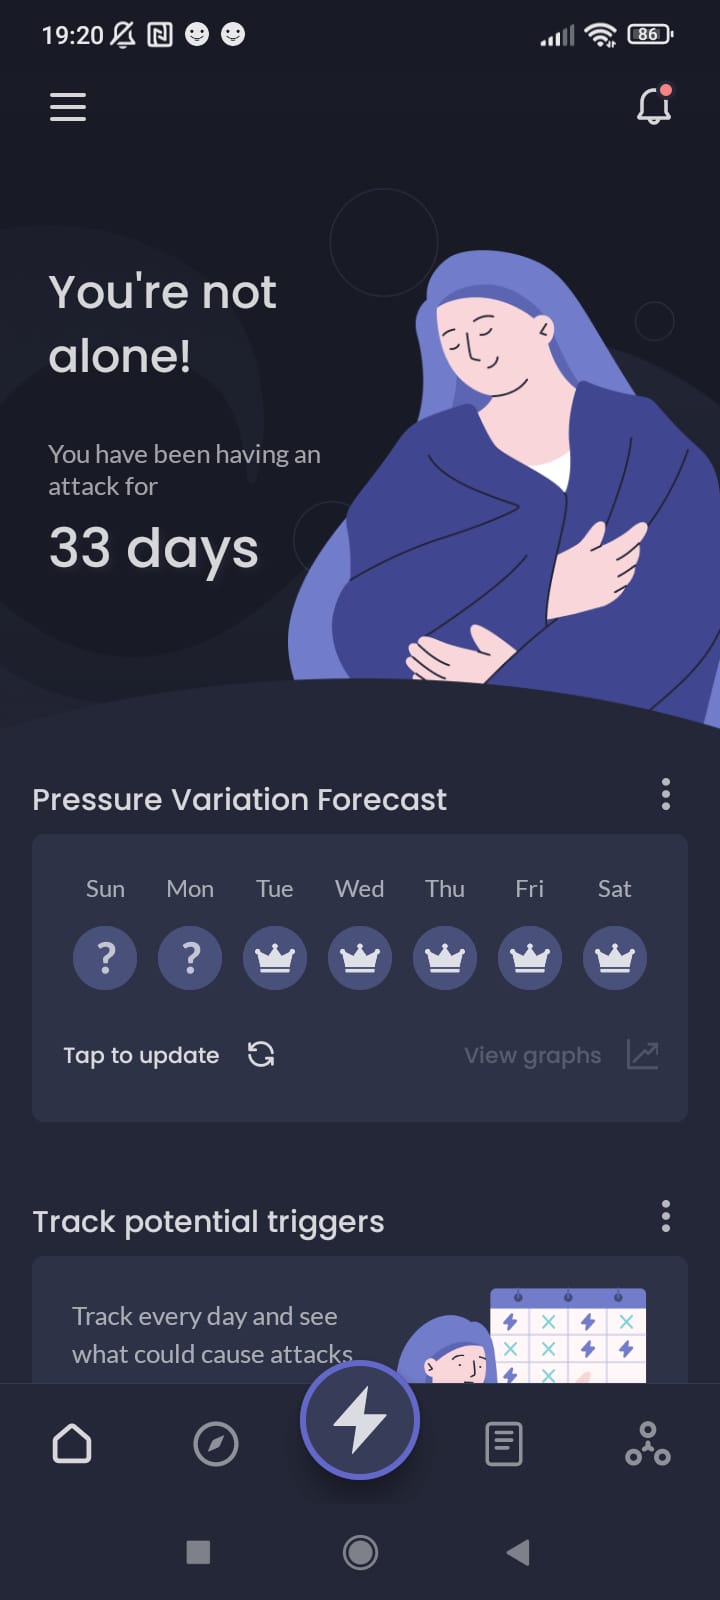 19:20
86
You're not
alone!
You have been having an
attack for
33 days
Pressure Variation Forecast
Sun Mon Tue Wed Thu Fri Sat
? ?
Tap to update View graphs
Track potential triggers
Track every day and see
what could cause attacks